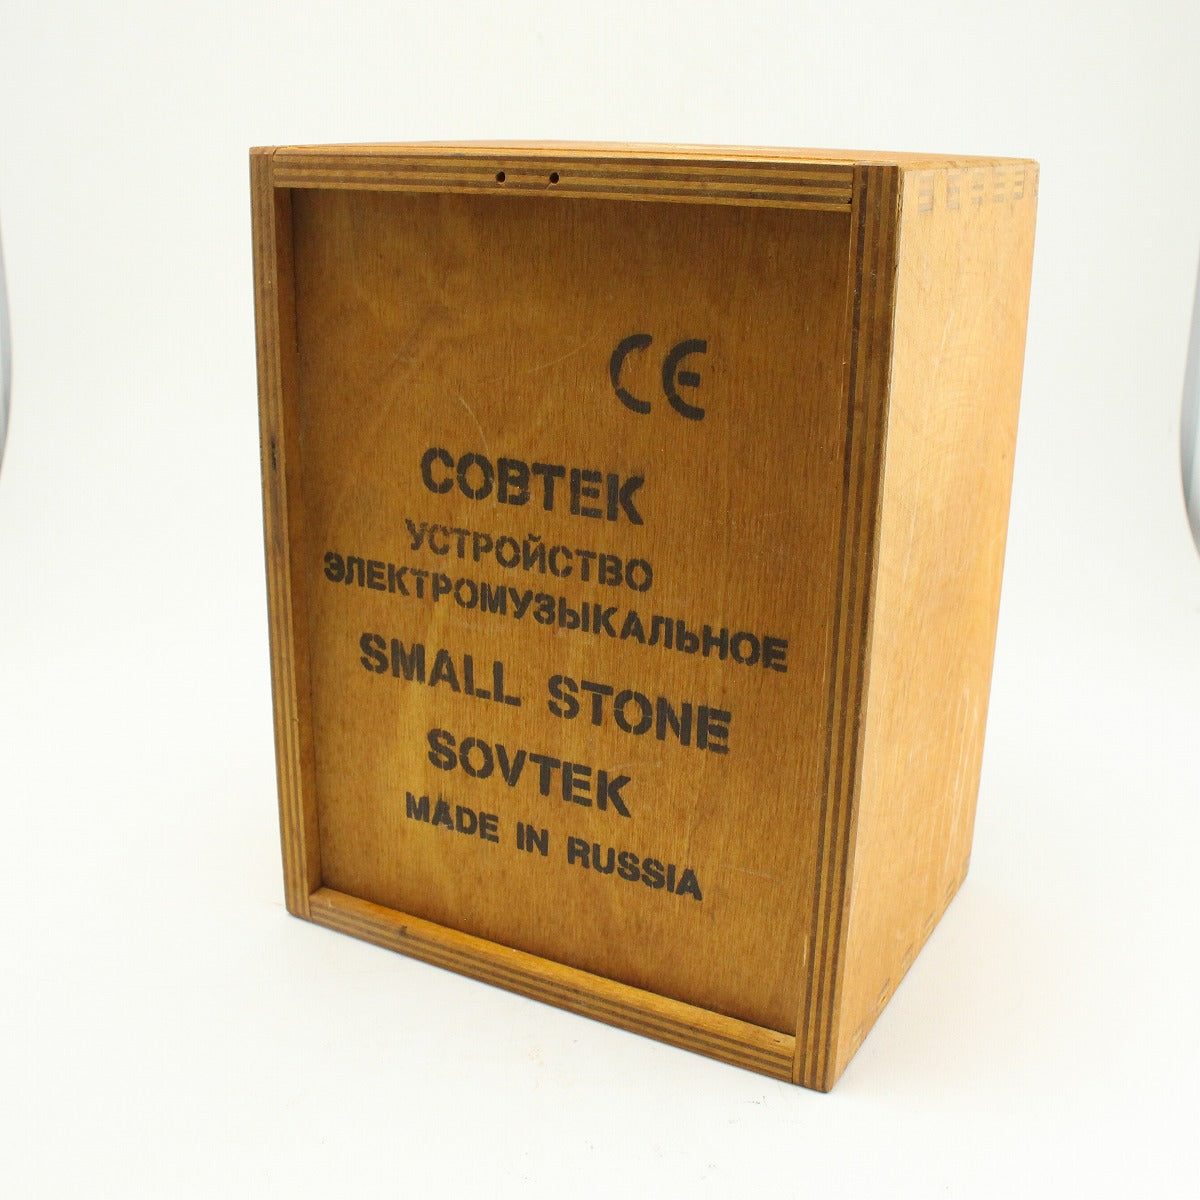 CE
СОВТЕК
УСТРОЙСТВО
ЭЛЕКТРОМУЗЫКАЛЬНОЕ
SMALL STONE
SOVTEK
MADE IN RUSSIA